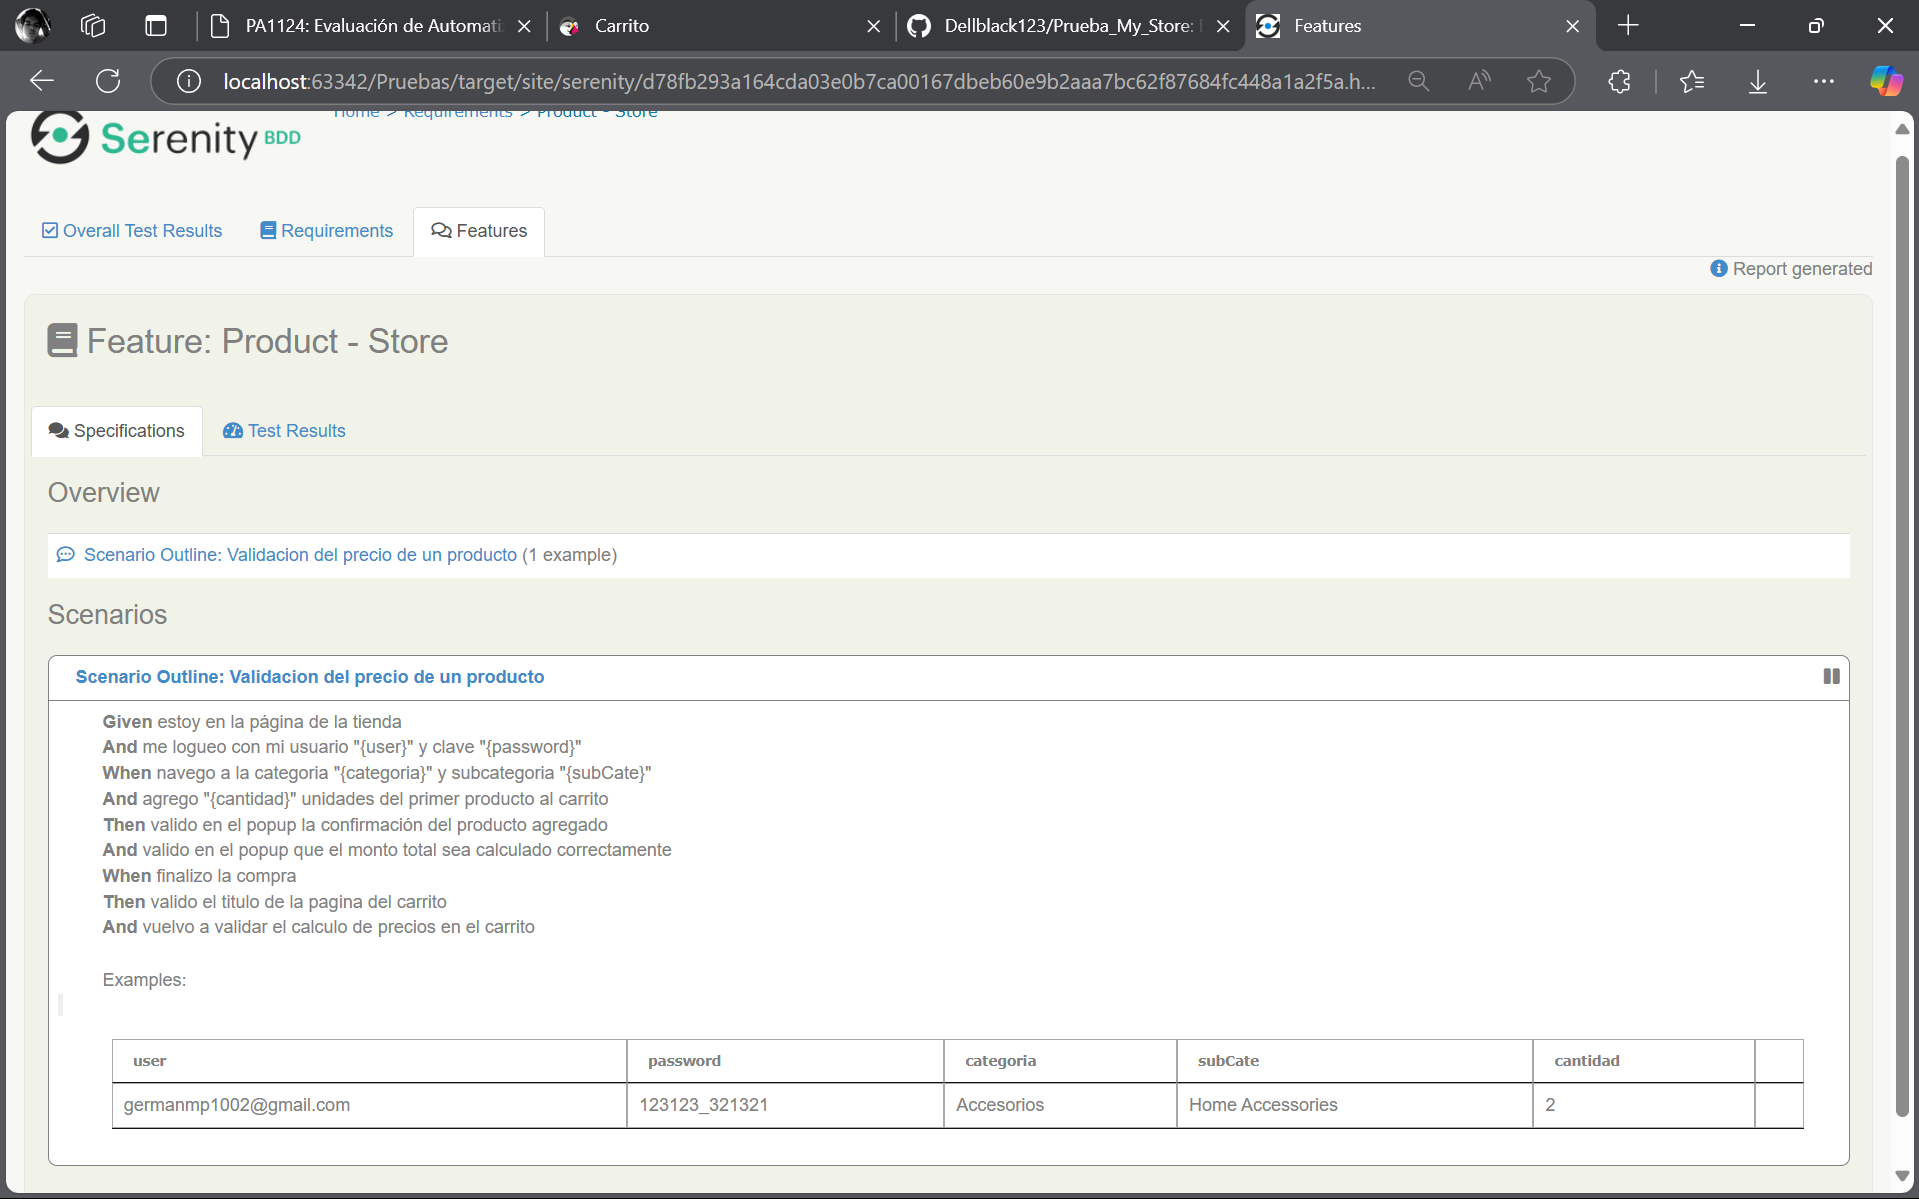 PA1124: Evaluación de Automati
Carrito
Dellblack123/Prueba_My_Store:
Features
localhost:63342/Pruebas/target/site/serenity/d78fb293a164cda03e0b7ca00167dbeb60e9b2aaa7bc62f87684fc448a1a2f5a.h...
Home > Requirements > Product - Store
Serenity BDD
Overall Test Results
Requirements
Features
Report generated
Feature: Product - Store
Specifications
Test Results
Overview
Scenario Outline: Validacion del precio de un producto (1 example)
Scenarios
Scenario Outline: Validacion del precio de un producto
Given estoy en la página de la tienda
And me logueo con mi usuario "{user}" y clave "{password}"
When navego a la categoria "{categoria}" y subcategoria "{subCate}"
And agrego "{cantidad}" unidades del primer producto al carrito
Then valido en el popup la confirmación del producto agregado
And valido en el popup que el monto total sea calculado correctamente
When finalizo la compra
Then valido el titulo de la pagina del carrito
And vuelvo a validar el calculo de precios en el carrito
Examples:
user password categoria subCate cantidad
germanmp1002@gmail.com 123123_321321 Accesorios Home Accessories 2